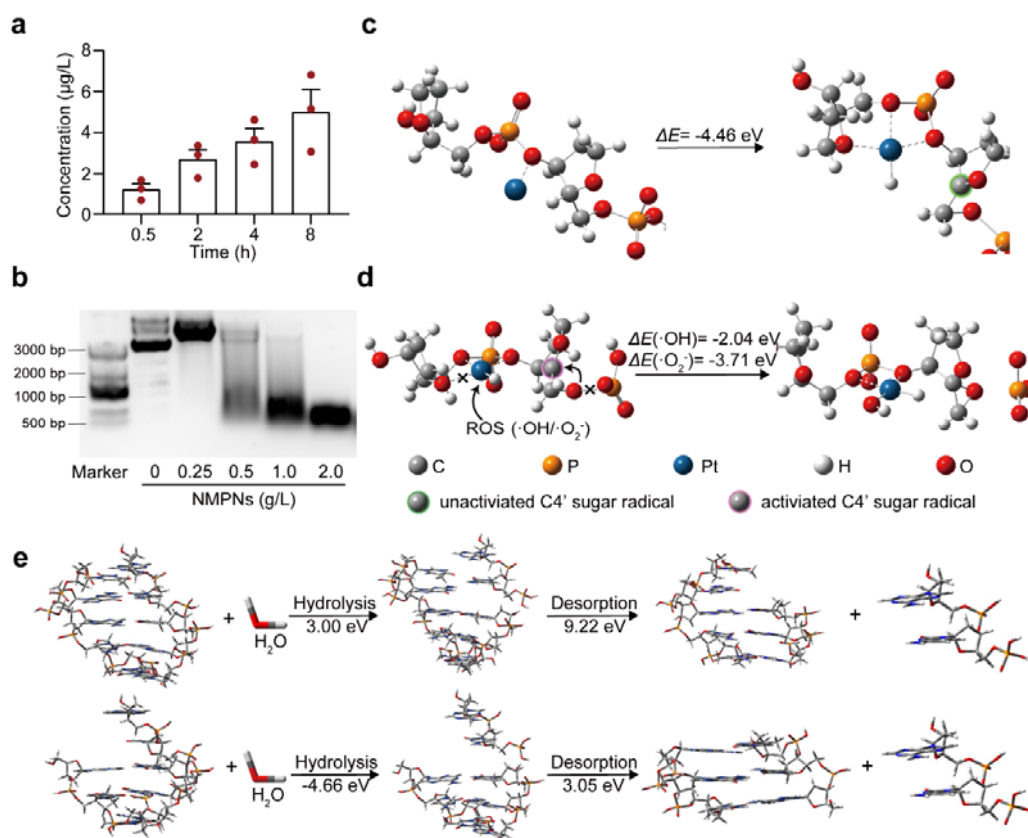 a
Concentration (μg/L)
8
6
4
2
0
0.5 2 4 8
Time (h)
b
3000 bp
2000 bp
1000 bp
500 bp
Marker
0 0.25 0.5 1.0 2.0
NMPNs (g/L)
c
ΔE= -4.46 eV
d
ΔE(·OH)= -2.04 eV
ΔE(·O₂⁻)= -3.71 eV
ROS (·OH/·O₂⁻)
C P Pt H O
unactiviated C4' sugar radical
activiated C4' sugar radical
e
+
H₂O
Hydrolysis
3.00 eV
Desorption
9.22 eV
+
+
H₂O
Hydrolysis
-4.66 eV
Desorption
3.05 eV
+